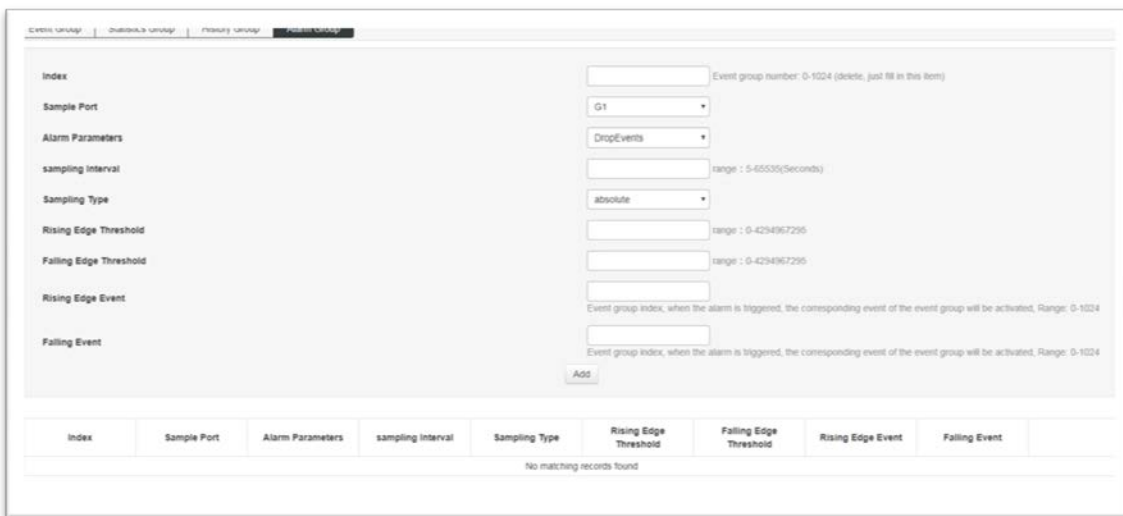 Event Group Statistics Group History Group Alarm Group
Index Event group number: 0-1024 (delete, just fill in this item)
Sample Port G1
Alarm Parameters DropEvents
sampling Interval range : 5-65535(Seconds)
Sampling Type absolute
Rising Edge Threshold range : 0-4294967295
Falling Edge Threshold range : 0-4294967295
Rising Edge Event
Event group index, when the alarm is triggered, the corresponding event of the event group will be activated, Range: 0-1024
Falling Event
Event group index, when the alarm is triggered, the corresponding event of the event group will be activated, Range: 0-1024
Add
Index Sample Port Alarm Parameters sampling Interval Sampling Type Rising Edge Threshold Falling Edge Threshold Rising Edge Event Falling Event
No matching records found